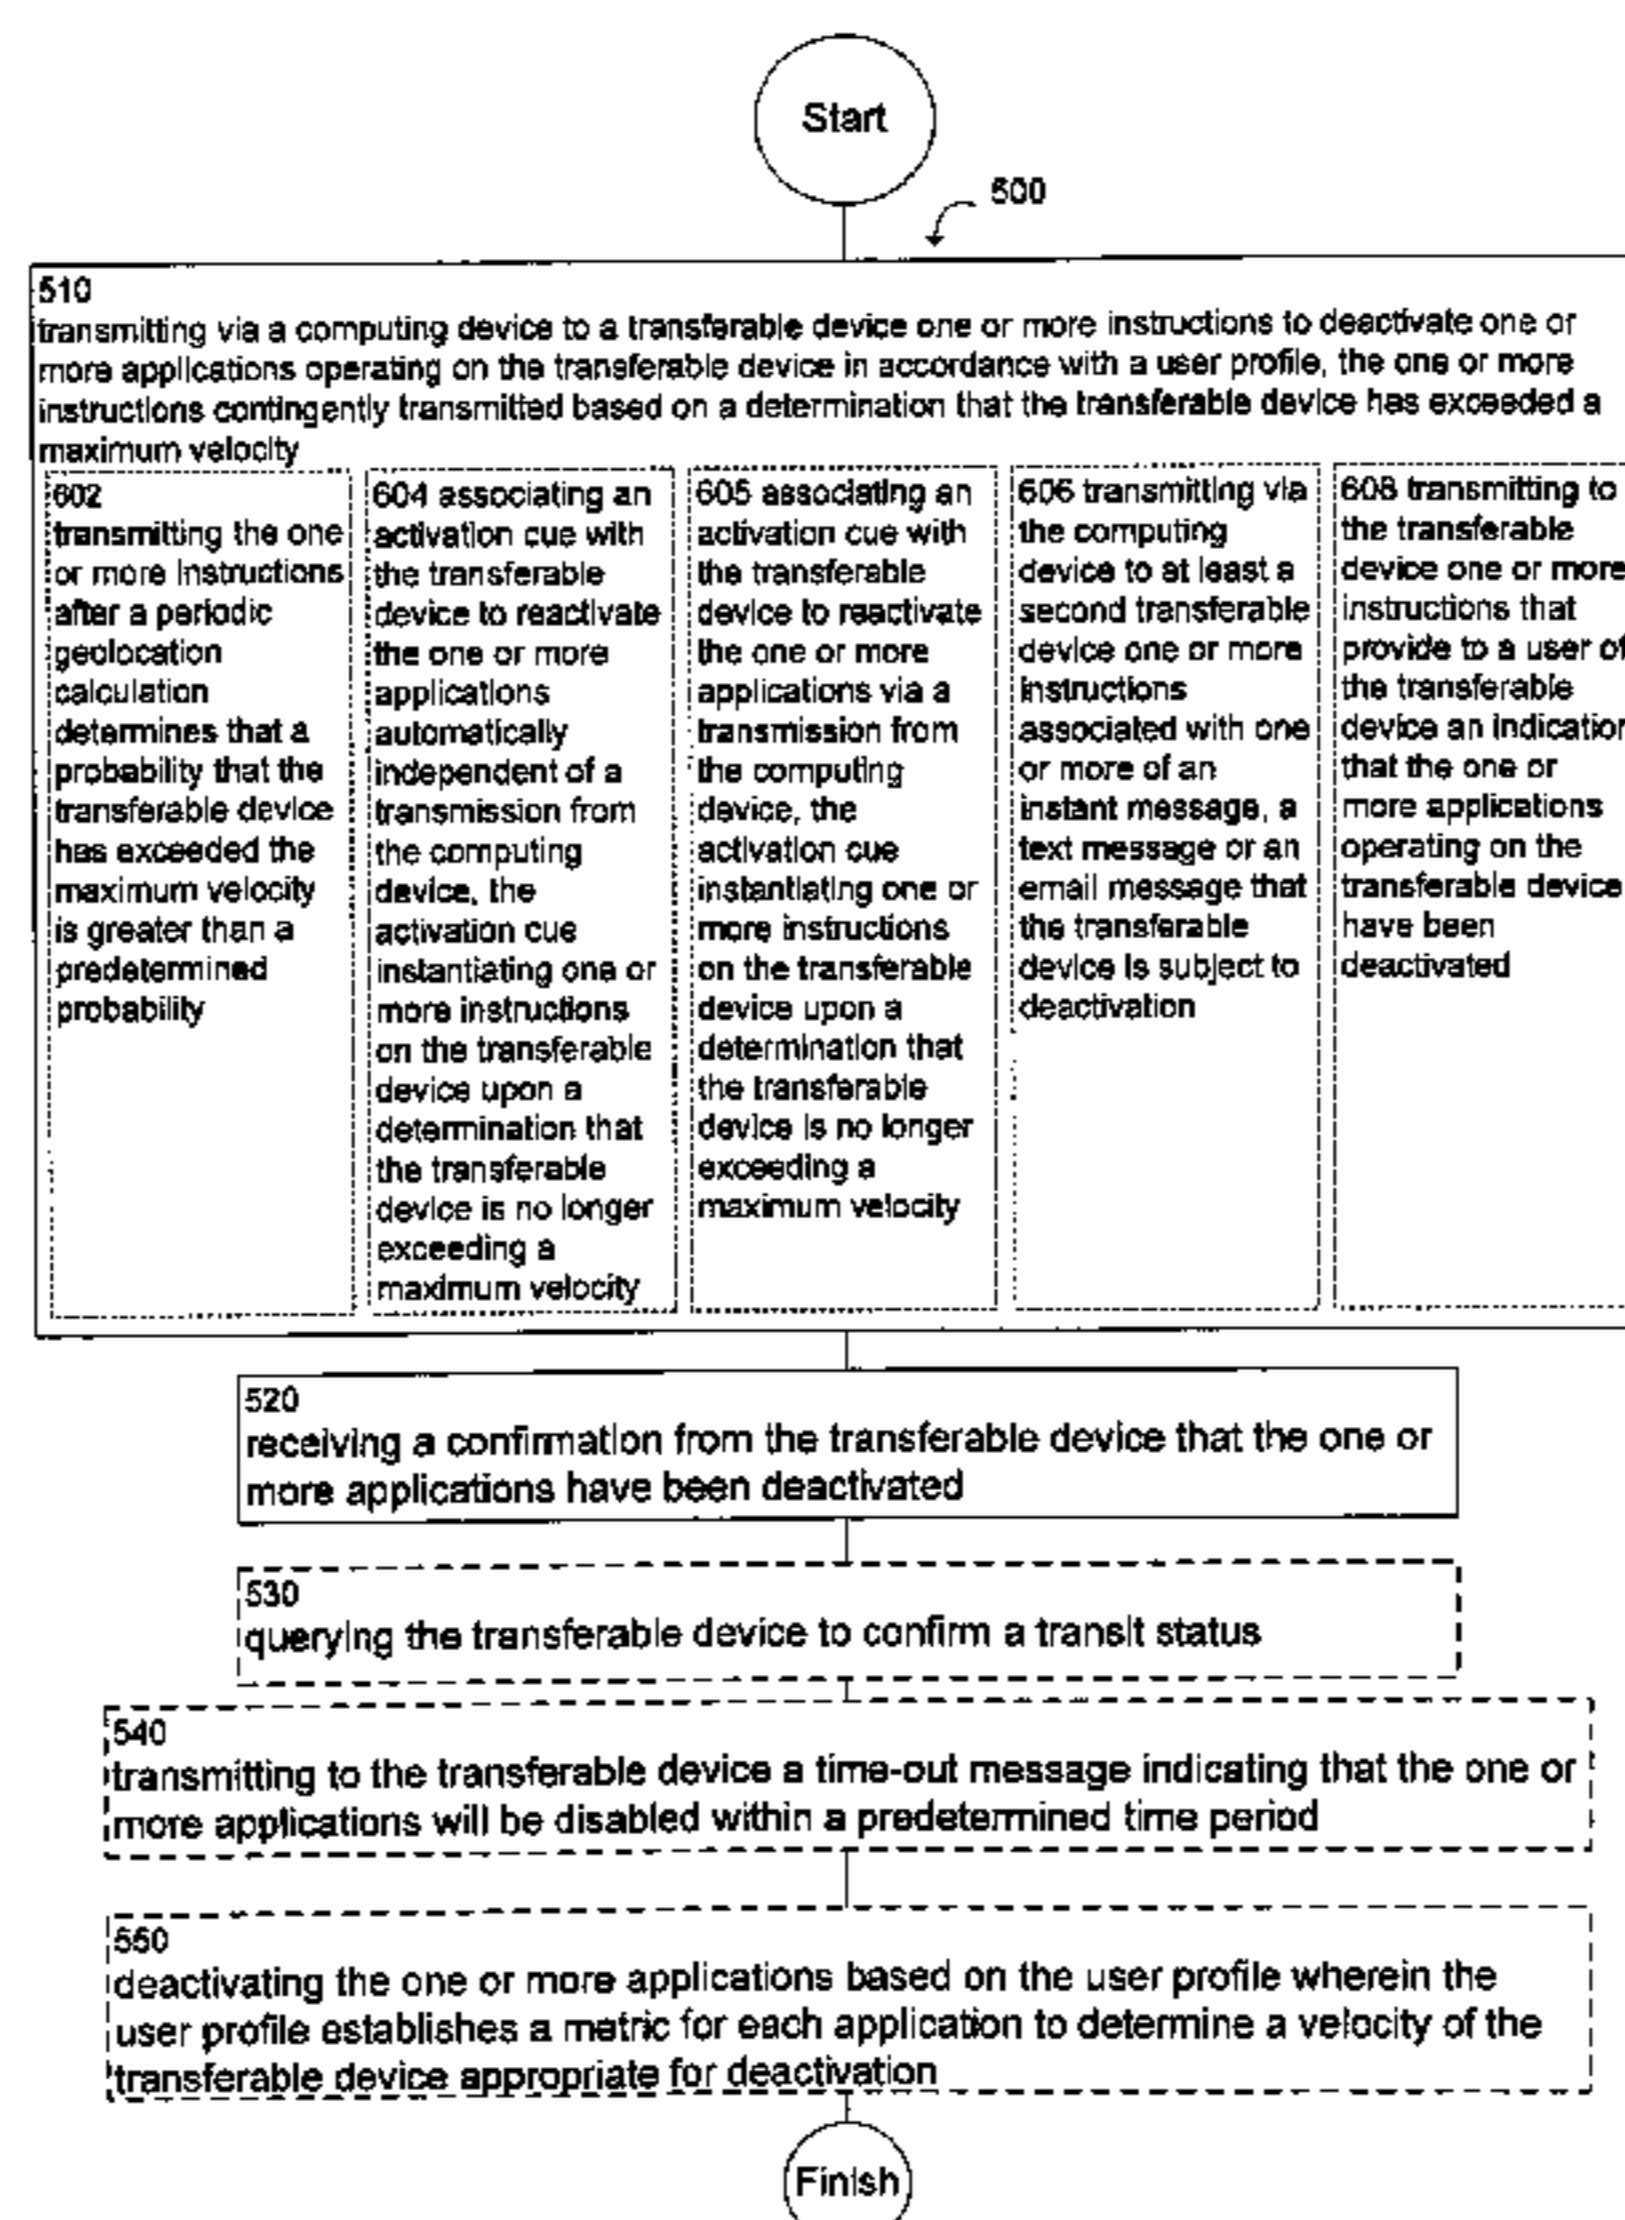 Start
500
510
transmitting via a computing device to a transferable device one or more instructions to deactivate one or
more applications operating on the transferable device in accordance with a user profile, the one or more
instructions contingently transmitted based on a determination that the transferable device has exceeded a
maximum velocity
602
transmitting the one
or more instructions
after a periodic
geolocation
calculation
determines that a
probability that the
transferable device
has exceeded the
maximum velocity
is greater than a
predetermined
probability
604 associating an
activation cue with
the transferable
device to reactivate
the one or more
applications
automatically
independent of a
transmission from
the computing
device, the
activation cue
instantiating one or
more instructions
on the transferable
device upon a
determination that
the transferable
device is no longer
exceeding a
maximum velocity
605 associating an
activation cue with
the transferable
device to reactivate
the one or more
applications via a
transmission from
the computing
device, the
activation cue
instantiating one or
more instructions
on the transferable
device upon a
determination that
the transferable
device is no longer
exceeding a
maximum velocity
606 transmitting via
the computing
device to at least a
second transferable
device one or more
instructions
associated with one
or more of an
instant message, a
text message or an
email message that
the transferable
device is subject to
deactivation
608 transmitting to
the transferable
device one or more
instructions that
provide to a user of
the transferable
device an indication
that the one or
more applications
operating on the
transferable device
have been
deactivated
520
receiving a confirmation from the transferable device that the one or
more applications have been deactivated
530
querying the transferable device to confirm a transit status
540
transmitting to the transferable device a time-out message indicating that the one or
more applications will be disabled within a predetermined time period
550
deactivating the one or more applications based on the user profile wherein the
user profile establishes a metric for each application to determine a velocity of the
transferable device appropriate for deactivation
Finish